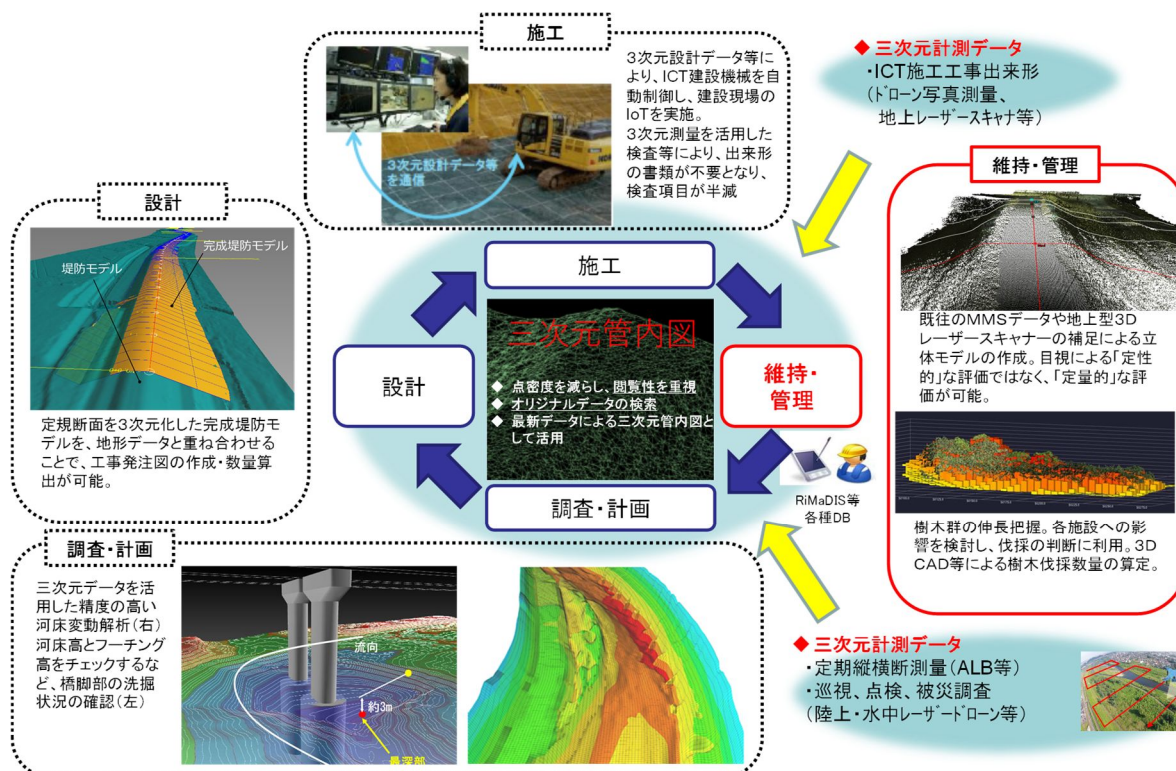 施工
3次元設計データ等により、ICT建設機械を自
動制御し、建設現場の
IoTを実施。
3次元測量を活用した
検査等により、出来形
の書類が不要となり、
検査項目が半減
3次元設計データ等
を通信
◆ 三次元計測データ
・ICT施工工事出来形
（ドローン写真測量、
地上レーザースキャナ等）
設計
堤防モデル
完成堤防モデル
定規断面を3次元化した完成堤防モ
デルを、地形データと重ね合わせる
ことで、工事発注図の作成・数量算
出が可能。
施工
設計
三次元管内図
◆ 点密度を減らし、閲覧性を重視
◆ オリジナルデータの検索
◆ 最新データによる三次元管内図と
して活用
維持・
管理
調査・計画
RiMaDIS等
各種DB
維持・管理
既往のMMSデータや地上型3D
レーザースキャナーの補足による立
体モデルの作成。目視による「定性
的」な評価ではなく、「定量的」な評
価が可能。
樹木群の伸長把握。各施設への影
響を検討し、伐採の判断に利用。3D
CAD等による樹木伐採数量の算定。
調査・計画
三次元データを活
用した精度の高い
河床変動解析（右）
河床高とフーチング
高をチェックするな
ど、橋脚部の洗掘
状況の確認（左）
流向
約3m
最深部
◆ 三次元計測データ
・定期縦横断測量（ALB等）
・巡視、点検、被災調査
（陸上・水中レーザードローン等）